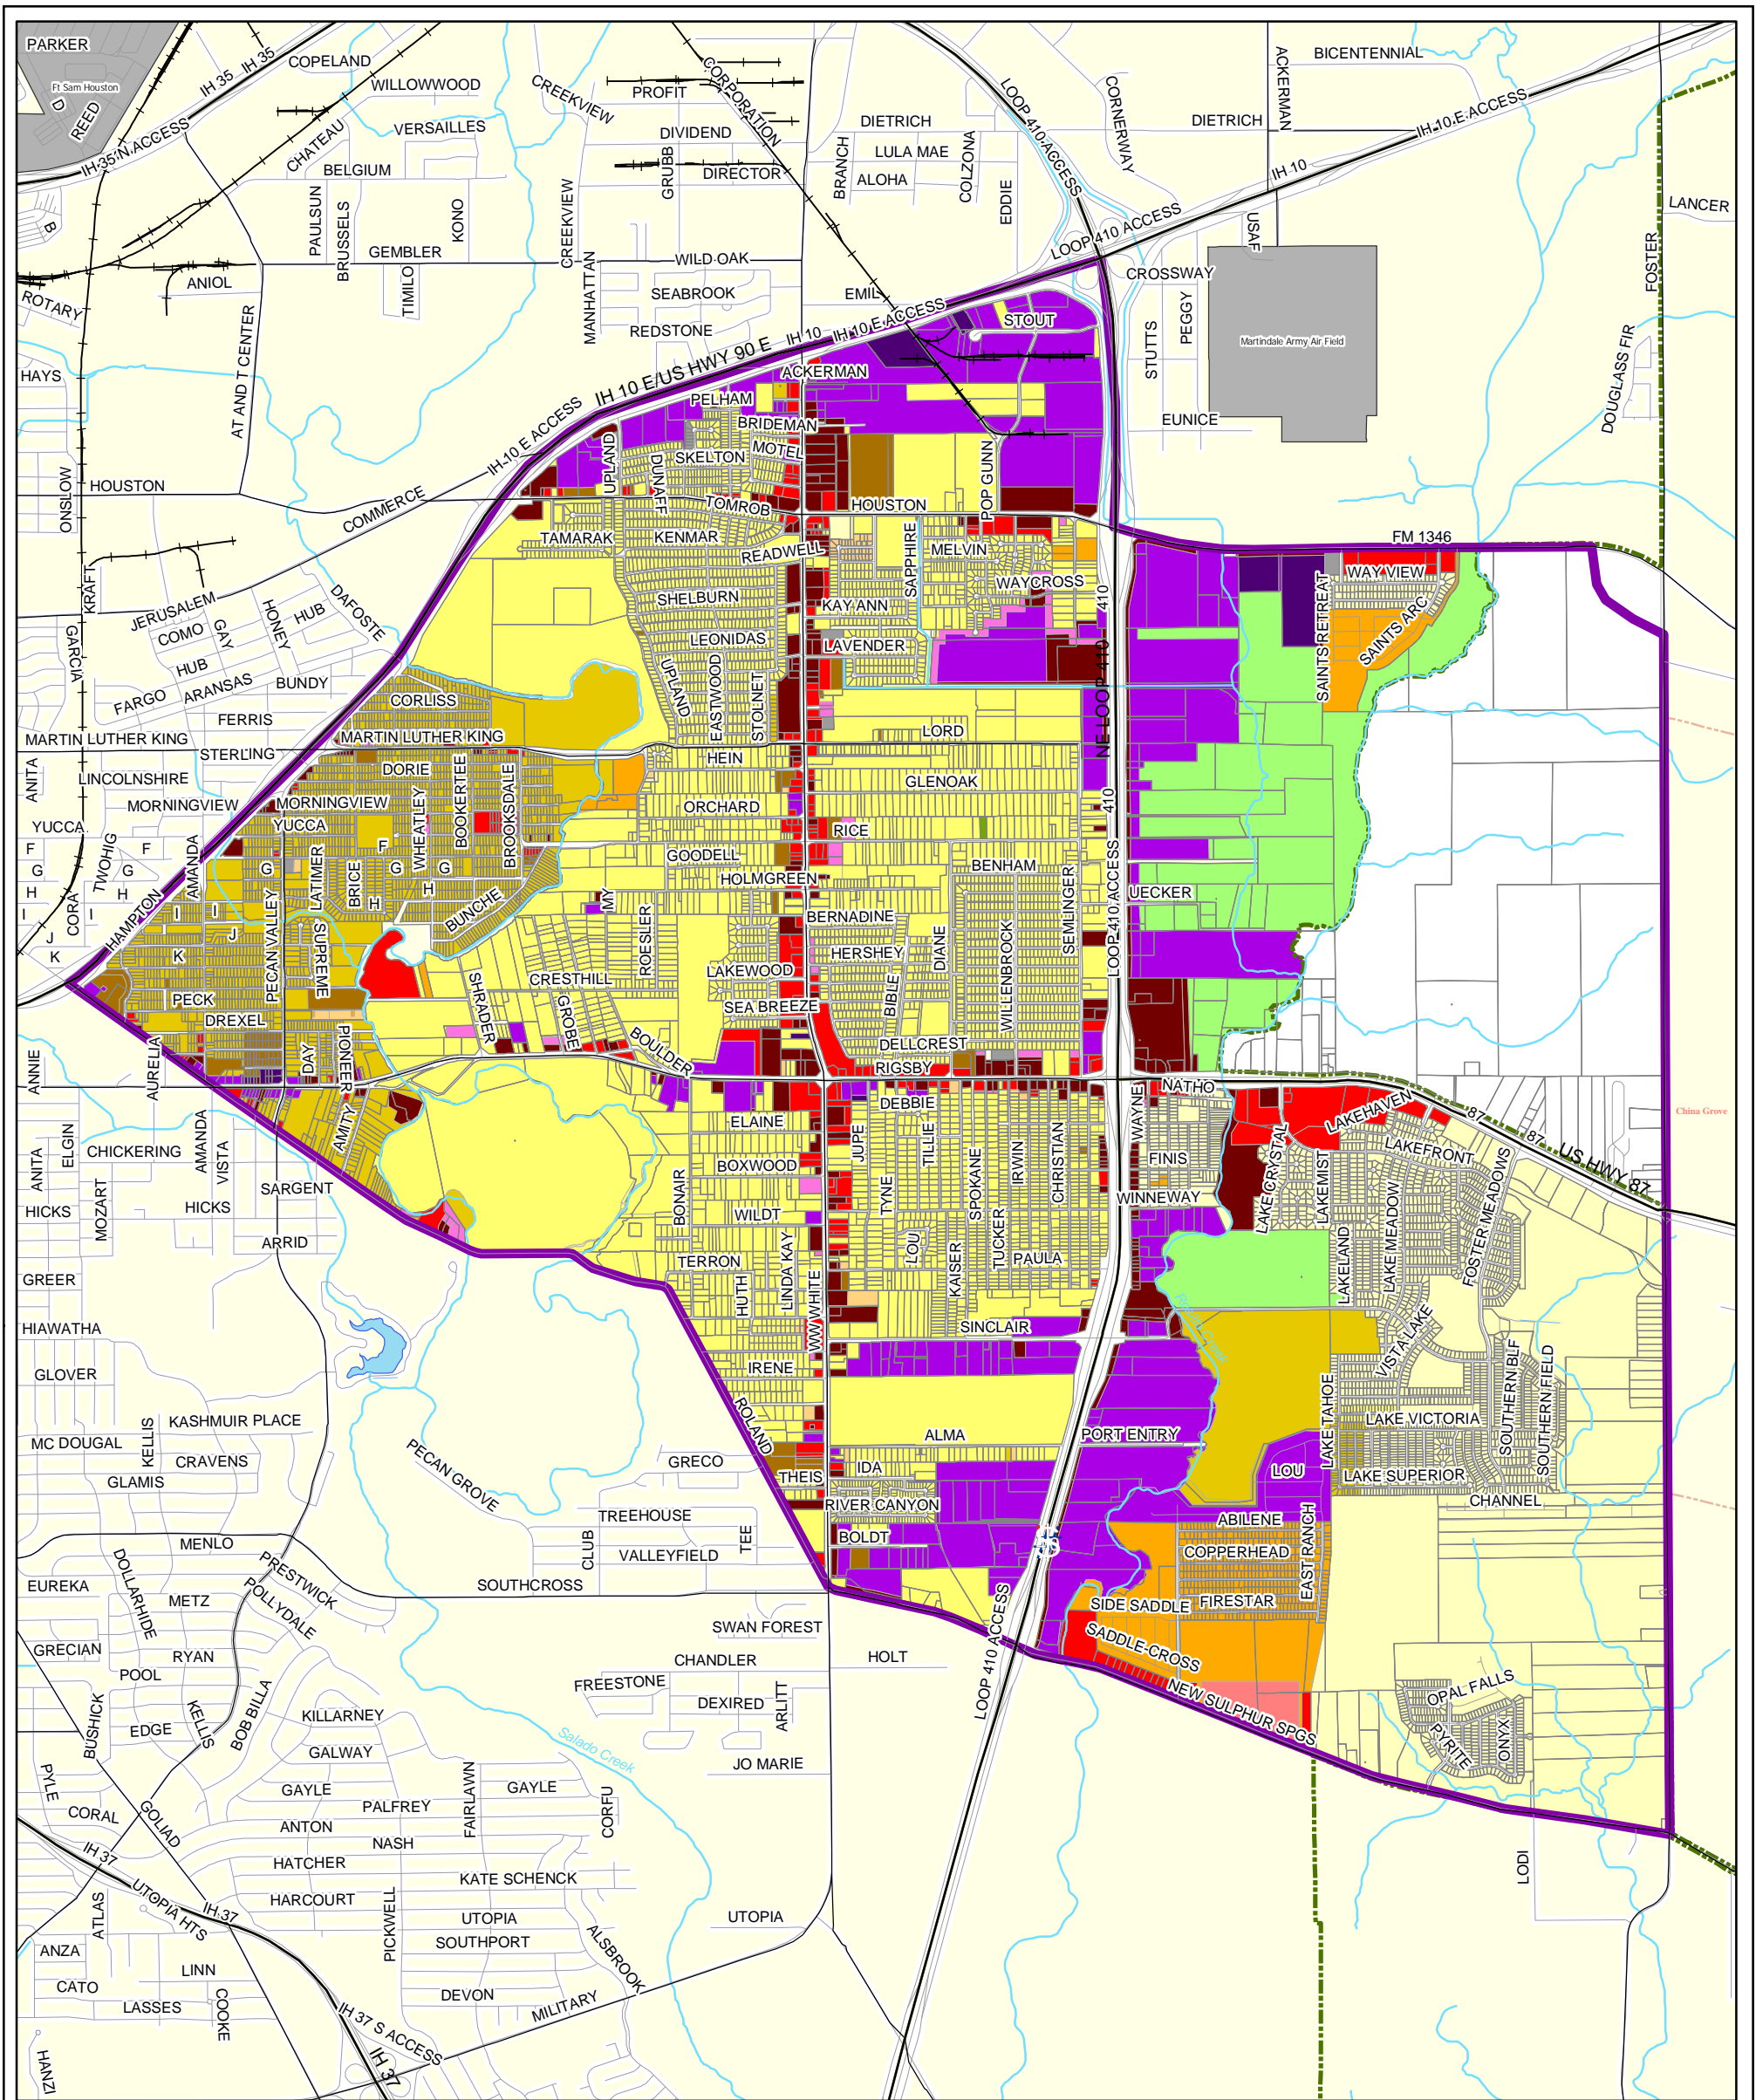 PARKER
Ft Sam Houston
D
REED
IH 35
IH 35
IH 35 N ACCESS
COPELAND
WILLOWWOOD
VERSAILLES
CHATEAU
BELGIUM
PAULSUN
BRUSSELS
KONO
GEMBLER
TIMILO
CREEKVIEW
PROFIT
CORPORATION
DIVIDEND
GRUBB
DIRECTOR
CREEKVIEW
MANHATTAN
WILD OAK
SEABROOK
REDSTONE
DIETRICH
LULA MAE
ALOHA
BRANCH
COLZONA
EDDIE
EMIL
LOOP 410 ACCESS
CORNERWAY
ACKERMAN
BICENTENNIAL
DIETRICH
IH 10 E ACCESS
IH 10
LOOP 410 ACCESS
USAF
LANCER
FOSTER
CROSSWAY
PEGGY
STUTTS
Martindale Army Air Field
EUNICE
DOUGLASS FIR
B
ROTARY
ANIOL
HAYS
AT AND T CENTER
ONSLOW
HOUSTON
COMMERCE
IH 10 E ACCESS
IH 10 E/US HWY 90 E
IH 10
IH 10 E ACCESS
STOUT
ACKERMAN
PELHAM
BRIDEMAN
MOTEL
SKELTON
UPLAND
DUNAFF
TOMROB
HOUSTON
POP GUNN
TAMARAK
KENMAR
READWELL
SAPPHIRE
MELVIN
WAYCROSS
SHELBURN
KAY ANN
LEONIDAS
LAVENDER
UPLAND
EASTWOOD
STOLNET
410
NE LOOP 410
FM 1346
WAY VIEW
SAINTS RETREAT
SAINTS ARC
KRAFT
JERUSALEM
COMO
GAY
HONEY
HUB
DAFOSTE
HUB
GARCIA
FARGO
ARANSAS
BUNDY
FERRIS
MARTIN LUTHER KING
STERLING
CORLISS
MARTIN LUTHER KING
LORD
ANITA
LINCOLNSHIRE
MORNINGVIEW
YUCCA
DORIE
MORNINGVIEW
YUCCA
WHEATLEY
BOOKERTEE
BROOKSDALE
HEIN
GLENOAK
ORCHARD
RICE
GOODELL
BENHAM
HOLMGREEN
410
F
G
H
I
J
K
TWOHIG
CORA
F
G
H
I
AMANDA
HAMPTON
I
I
J
K
G
LATIMER
BRICE
F
G
H
G
H
BUNCHE
PECAN VALLEY
SUPREME
MY
ROESLER
BERNADINE
HERSHEY
DIANE
WILLENBROCK
SEMLINGER
LOOP 410 ACCESS
UECKER
LAKEWOOD
CRESTHILL
SHRADER
GROBE
SEA BREEZE
BIBLE
DELLCREST
BOULDER
RIGSBY
PECK
DREXEL
DAY
PIONEER
ANNIE
AURELIA
AMITY
DEBBIE
ELAINE
NATHO
WAYNE
LAKEHAVEN
87
87
US HWY 87
China Grove
ANITA
ELGIN
CHICKERING
AMANDA
VISTA
MOZART
SARGENT
HICKS
HICKS
ARRID
GREER
BOXWOOD
JUPE
TILLIE
TYNE
SPOKANE
IRWIN
CHRISTIAN
FINIS
WINNEWAY
LAKE CRYSTAL
LAKEMIST
LAKEFRONT
LAKE MEADOW
FOSTER MEADOWS
BONAIR
WILDT
TERRON
LINDA KAY
HUTH
WW WHITE
LOU
KAISER
TUCKER
PAULA
LAKELAND
HIAWATHA
GLOVER
SINCLAIR
IRENE
VISTA LAKE
Rosillo Creek
LAKE TAHOE
LAKE VICTORIA
SOUTHERN BLF
SOUTHERN FIELD
KASHMUIR PLACE
MC DOUGAL
KELLIS
CRAVENS
GLAMIS
PECAN GROVE
GRECO
ROLAND
THEIS
ALMA
IDA
PORT ENTRY
LOU
LAKE SUPERIOR
CHANNEL
RIVER CANYON
BOLDT
ABILENE
COPPERHEAD
EAST RANCH
MENLO
TREEHOUSE
CLUB
VALLEYFIELD
TEE
EUREKA
DOLLARHIDE
METZ
PRESTWICK
POLLYDALE
SOUTHCROSS
SIDE SADDLE
FIRESTAR
SADDLE-CROSS
NEW SULPHUR SPGS
GRECIAN
RYAN
POOL
SWAN FOREST
CHANDLER
HOLT
LOOP 410 ACCESS
FREESTONE
DEXIRED
ARLITT
OPAL FALLS
PYRITE
ONYX
BUSHICK
EDGE
KELLIS
BOB BILLA
KILLARNEY
GALWAY
Salado Creek
JO MARIE
PYLE
GAYLE
FAIRLAWN
GAYLE
CORFU
CORAL
GOLIAD
PALFREY
ANTON
NASH
IH 37
HATCHER
KATE SCHENCK
HARCOURT
UTOPIA HTS
IH 37
ATLAS
PICKWELL
UTOPIA
UTOPIA
SOUTHPORT
ALSBROOK
LODI
ANZA
LINN
CATO
LASSES
COOKE
DEVON
MILITARY
IH 37 S ACCESS
IH 37
HANZI